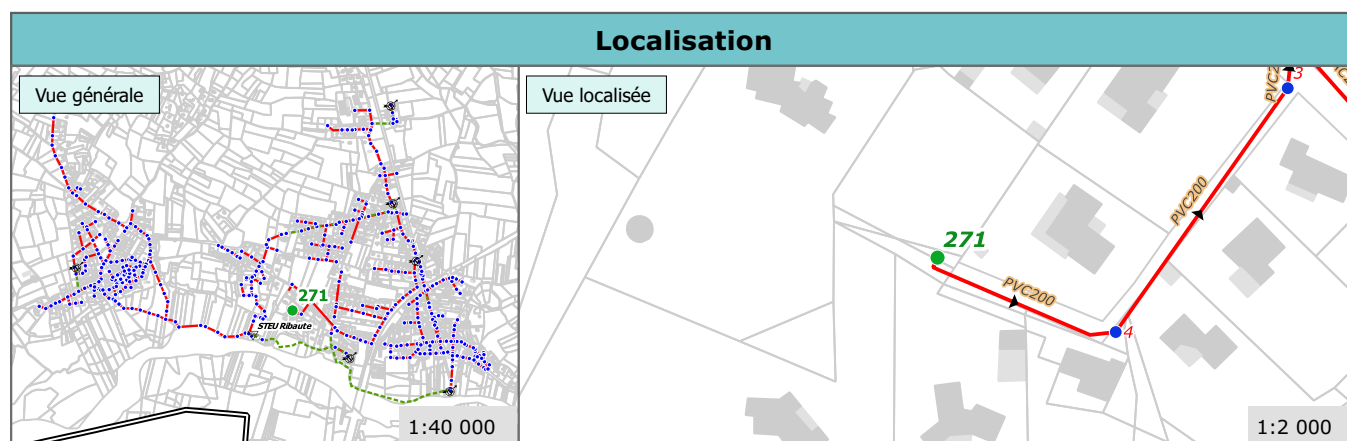 Localisation
Vue générale
271
STEU Ribaute
1:40 000
Vue localisée
3
PVC200
271
PVC200
4
1:2 000